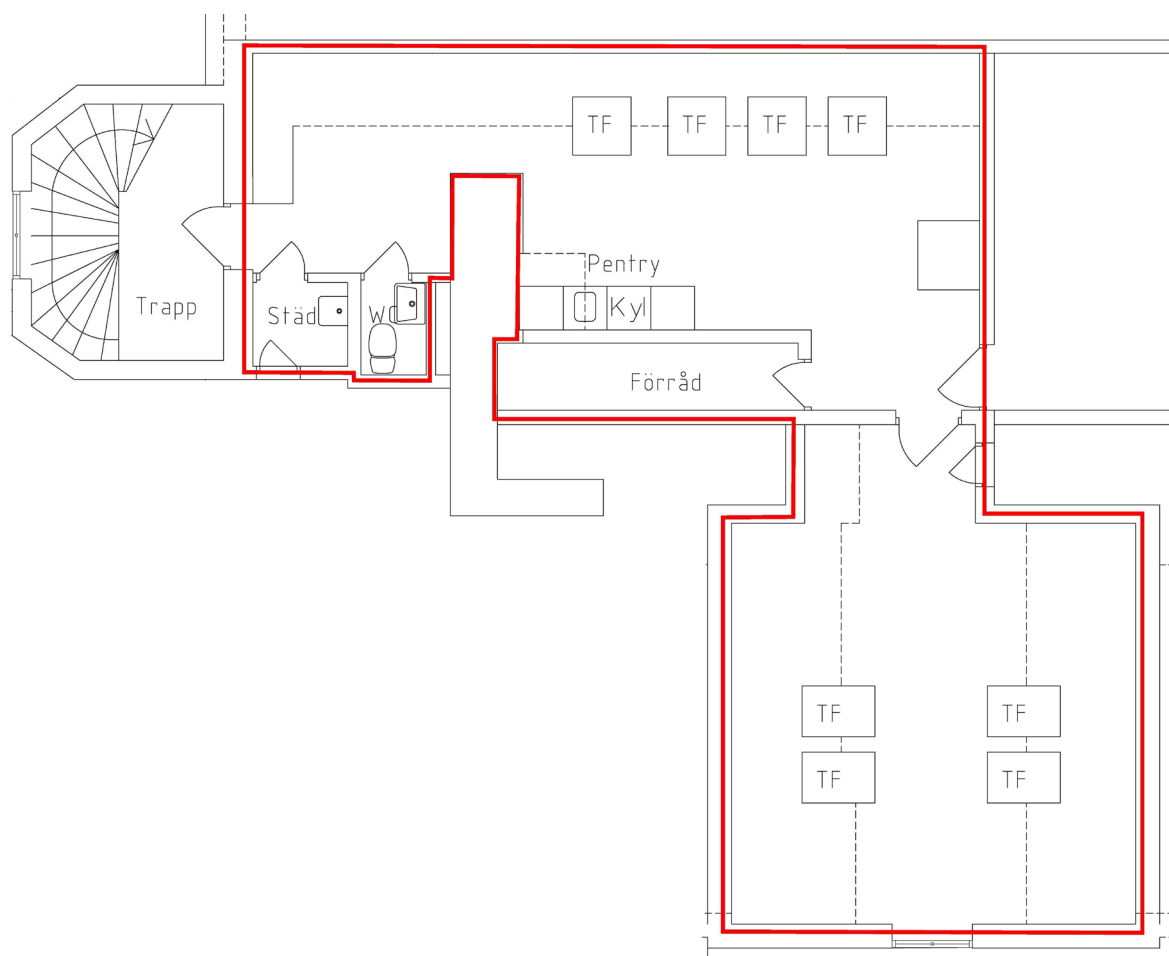 TF TF TF TF
Pentry
Trapp
Städ
WC
Kyl
Förråd
TF TF
TF TF